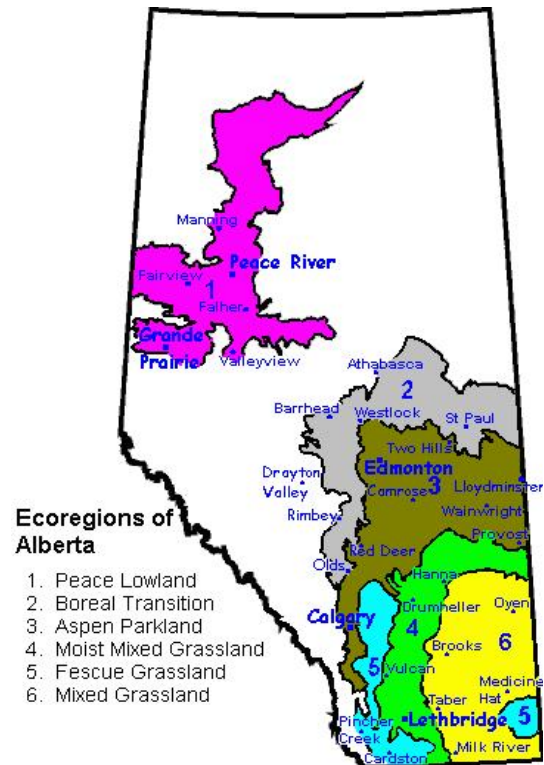 Manning
Peace River
Fairview
1
Falher
Grande
Prairie
Valleyview
Athabasca
2
Barrhead
Westlock
St Paul
Two Hills
Edmonton
Drayton
Valley
Camrose
3
Lloydminster
Rimbey
Wainwright
Provost
Red Deer
Olds
Hanna
Calgary
Drumheller
Oyen
4
6
Brooks
5
Vulcan
Medicine
Hat
Taber
Pincher
Creek
Lethbridge
5
Cardston
Milk River
Ecoregions of
Alberta
1. Peace Lowland
2. Boreal Transition
3. Aspen Parkland
4. Moist Mixed Grassland
5. Fescue Grassland
6. Mixed Grassland